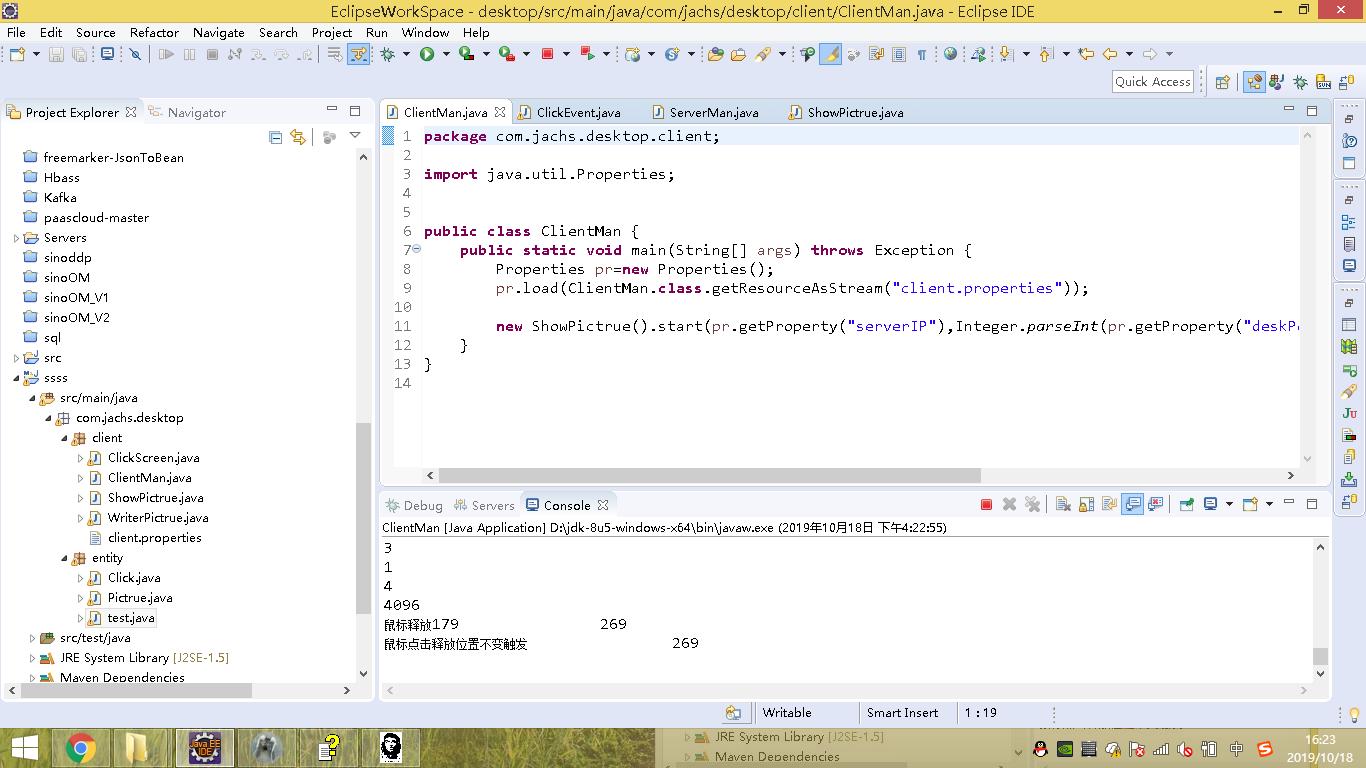 EclipseWorkSpace - desktop/src/main/java/com/jachs/desktop/client/ClientMan.java - Eclipse IDE
File Edit Source Refactor Navigate Search Project Run Window Help
Quick Access
Project Explorer Navigator
freemarker-JsonToBean
Hbass
Kafka
paascloud-master
Servers
sinoddp
sinoOM
sinoOM_V1
sinoOM_V2
sql
src
ssss
src/main/java
com.jachs.desktop
client
ClickScreen.java
ClientMan.java
ShowPictrue.java
WriterPictrue.java
client.properties
entity
Click.java
Pictrue.java
test.java
src/test/java
JRE System Library [J2SE-1.5]
Maven Dependencies
ClientMan.java ClickEvent.java ServerMan.java ShowPictrue.java
1 package com.jachs.desktop.client;
2
3 import java.util.Properties;
4
5
6 public class ClientMan {
7 public static void main(String[] args) throws Exception {
8 Properties pr=new Properties();
9 pr.load(ClientMan.class.getResourceAsStream("client.properties"));
10
11 new ShowPictrue().start(pr.getProperty("serverIP"),Integer.parseInt(pr.getProperty("deskPo
12 }
13 }
14
Debug Servers Console
ClientMan [Java Application] D:\jdk-8u5-windows-x64\bin\javaw.exe (2019年10月18日 下午4:22:55)
3
1
4
4096
鼠标释放179 269
鼠标点击释放位置不变触发 269
Writable Smart Insert 1 : 19
JRE System Library [J2SE-1.5]
Maven Dependencies
Java EE
IDE
中
16:23
2019/10/18